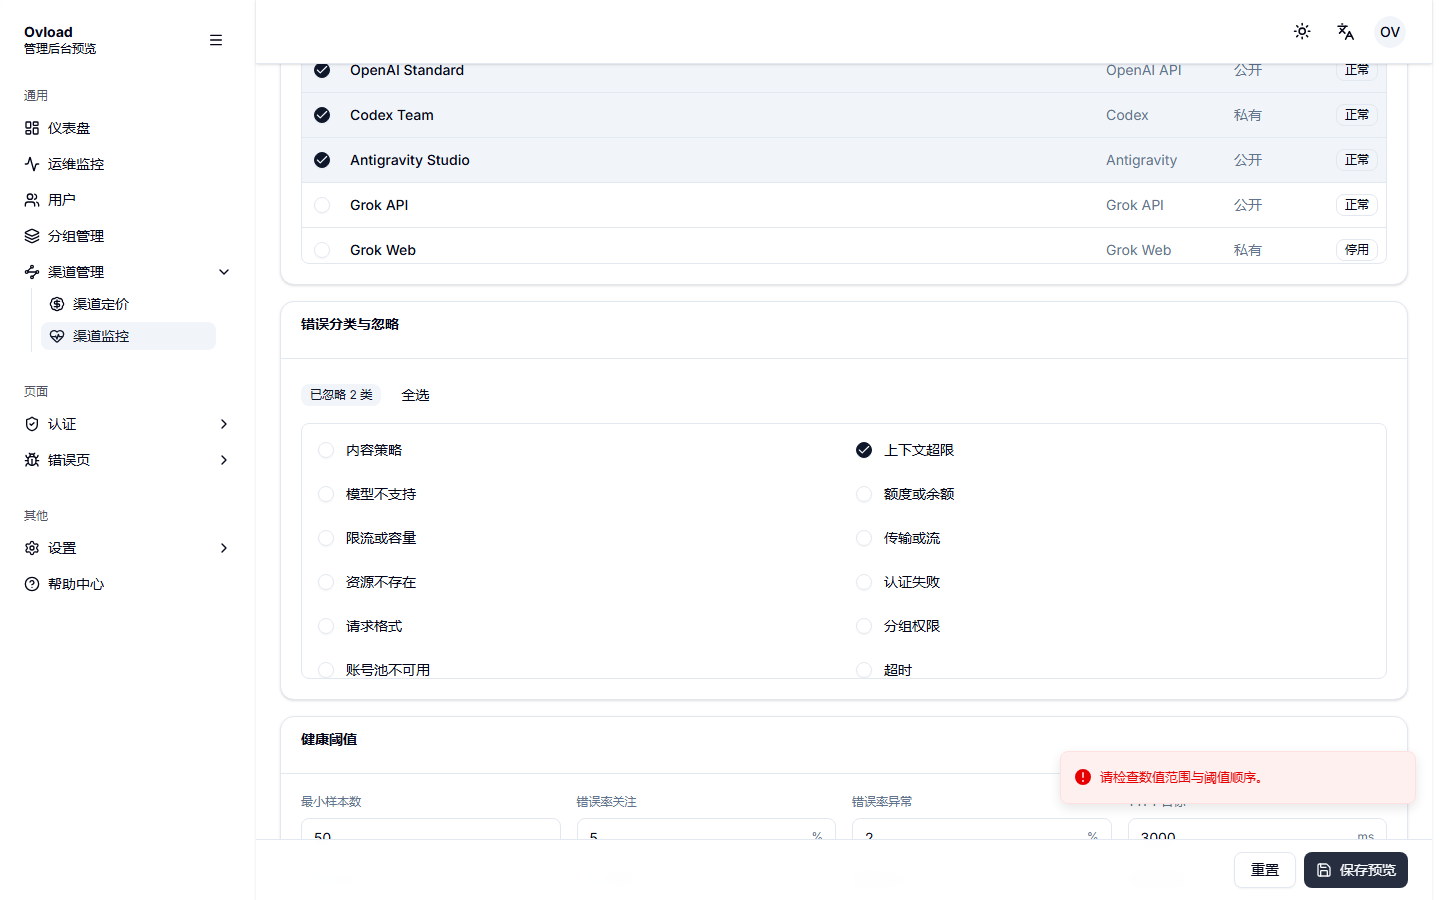 Ovload
管理后台预览
OV
通用
仪表盘
运维监控
用户
分组管理
渠道管理
渠道定价
渠道监控
页面
认证
错误页
其他
设置
帮助中心
OpenAI Standard OpenAI API 公开 正常
Codex Team Codex 私有 正常
Antigravity Studio Antigravity 公开 正常
Grok API Grok API 公开 正常
Grok Web Grok Web 私有 停用
错误分类与忽略
已忽略 2 类 全选
内容策略 上下文超限
模型不支持 额度或余额
限流或容量 传输或流
资源不存在 认证失败
请求格式 分组权限
账号池不可用 超时
健康阈值
请检查数值范围与阈值顺序。
最小样本数 错误率关注 错误率异常
50 5 % 2 % 3000 ms
重置 保存预览